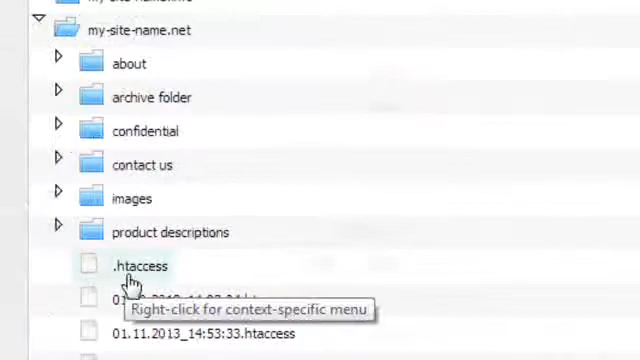 my-site-name.net
about
archive folder
confidential
contact us
images
product descriptions
.htaccess
Right-click for context-specific menu
01.11.2013_14:53:33.htaccess